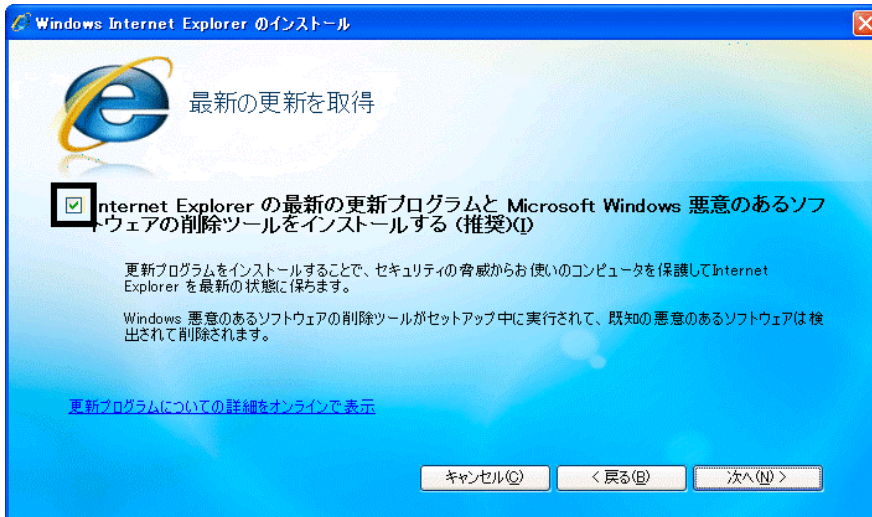 Windows Internet Explorer のインストール
最新の更新を取得
nternet Explorer の最新の更新プログラムと Microsoft Windows 悪意のあるソフ
トウェアの削除ツールをインストールする (推奨)(I)
更新プログラムをインストールすることで、セキュリティの脅威からお使いのコンピュータを保護してInternet
Explorer を最新の状態に保ちます。
Windows 悪意のあるソフトウェアの削除ツールがセットアップ中に実行されて、既知の悪意のあるソフトウェアは検
出されて削除されます。
更新プログラムについての詳細をオンラインで表示
キャンセル(C) < 戻る(B) 次へ(N) >